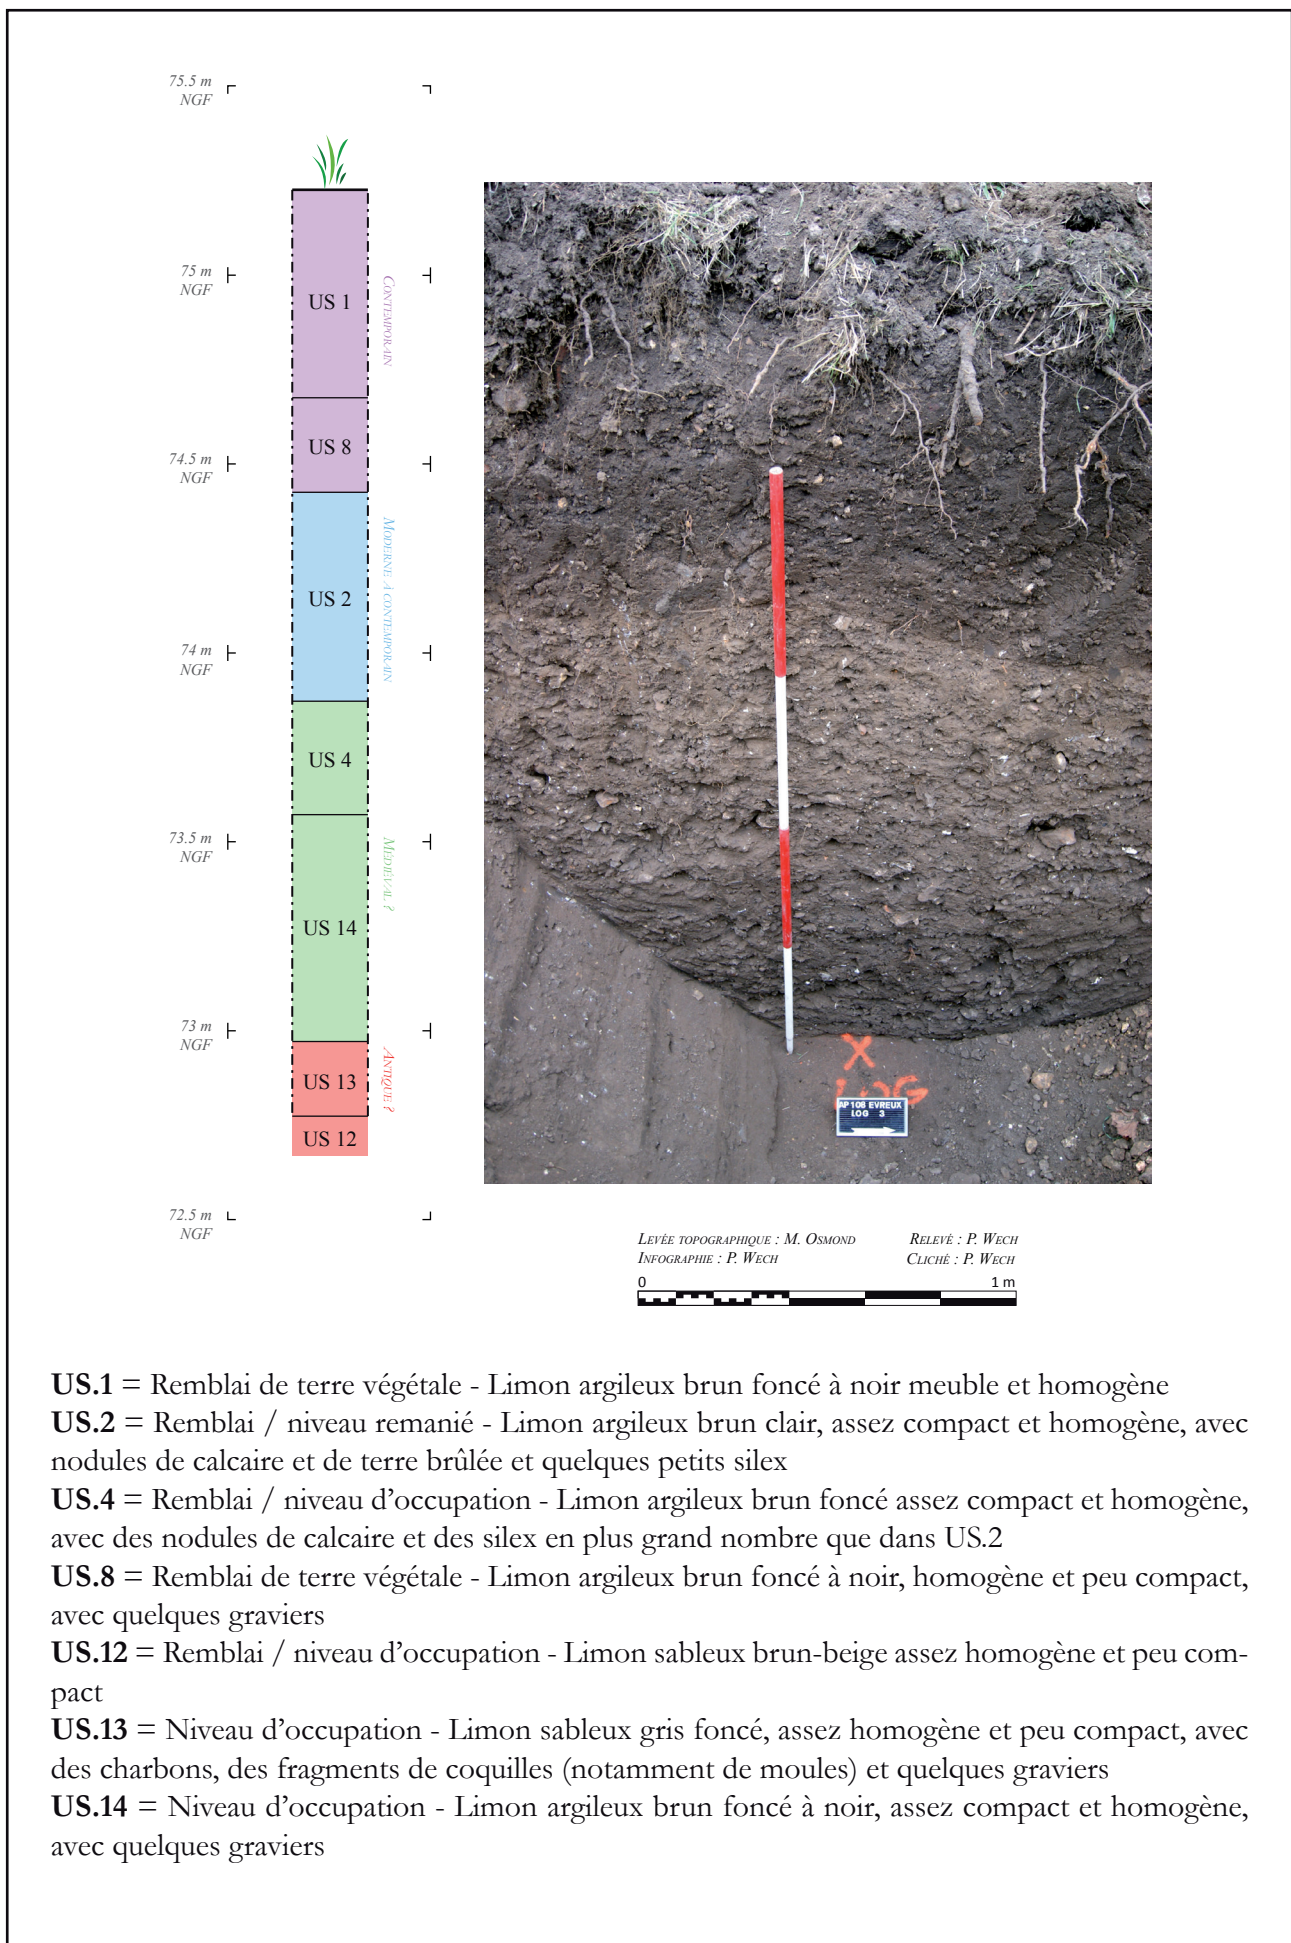 75.5 m
NGF
75 m
NGF
74.5 m
NGF
74 m
NGF
73.5 m
NGF
73 m
NGF
72.5 m
NGF
US 1
US 8
US 2
US 4
US 14
US 13
US 12
Contemporain
Moderne à contemporain
Médiéval ?
Antique ?
X
LOG
AP 108 EVREUX
LOG 3
Levée topographique : M. Osmond
Relevé : P. Wech
Infographie : P. Wech
Cliché : P. Wech
0
1 m
US.1 = Remblai de terre végétale - Limon argileux brun foncé à noir meuble et homogène
US.2 = Remblai / niveau remanié - Limon argileux brun clair, assez compact et homogène, avec
nodules de calcaire et de terre brûlée et quelques petits silex
US.4 = Remblai / niveau d’occupation - Limon argileux brun foncé assez compact et homogène,
avec des nodules de calcaire et des silex en plus grand nombre que dans US.2
US.8 = Remblai de terre végétale - Limon argileux brun foncé à noir, homogène et peu compact,
avec quelques graviers
US.12 = Remblai / niveau d’occupation - Limon sableux brun-beige assez homogène et peu com-
pact
US.13 = Niveau d’occupation - Limon sableux gris foncé, assez homogène et peu compact, avec
des charbons, des fragments de coquilles (notamment de moules) et quelques graviers
US.14 = Niveau d’occupation - Limon argileux brun foncé à noir, assez compact et homogène,
avec quelques graviers